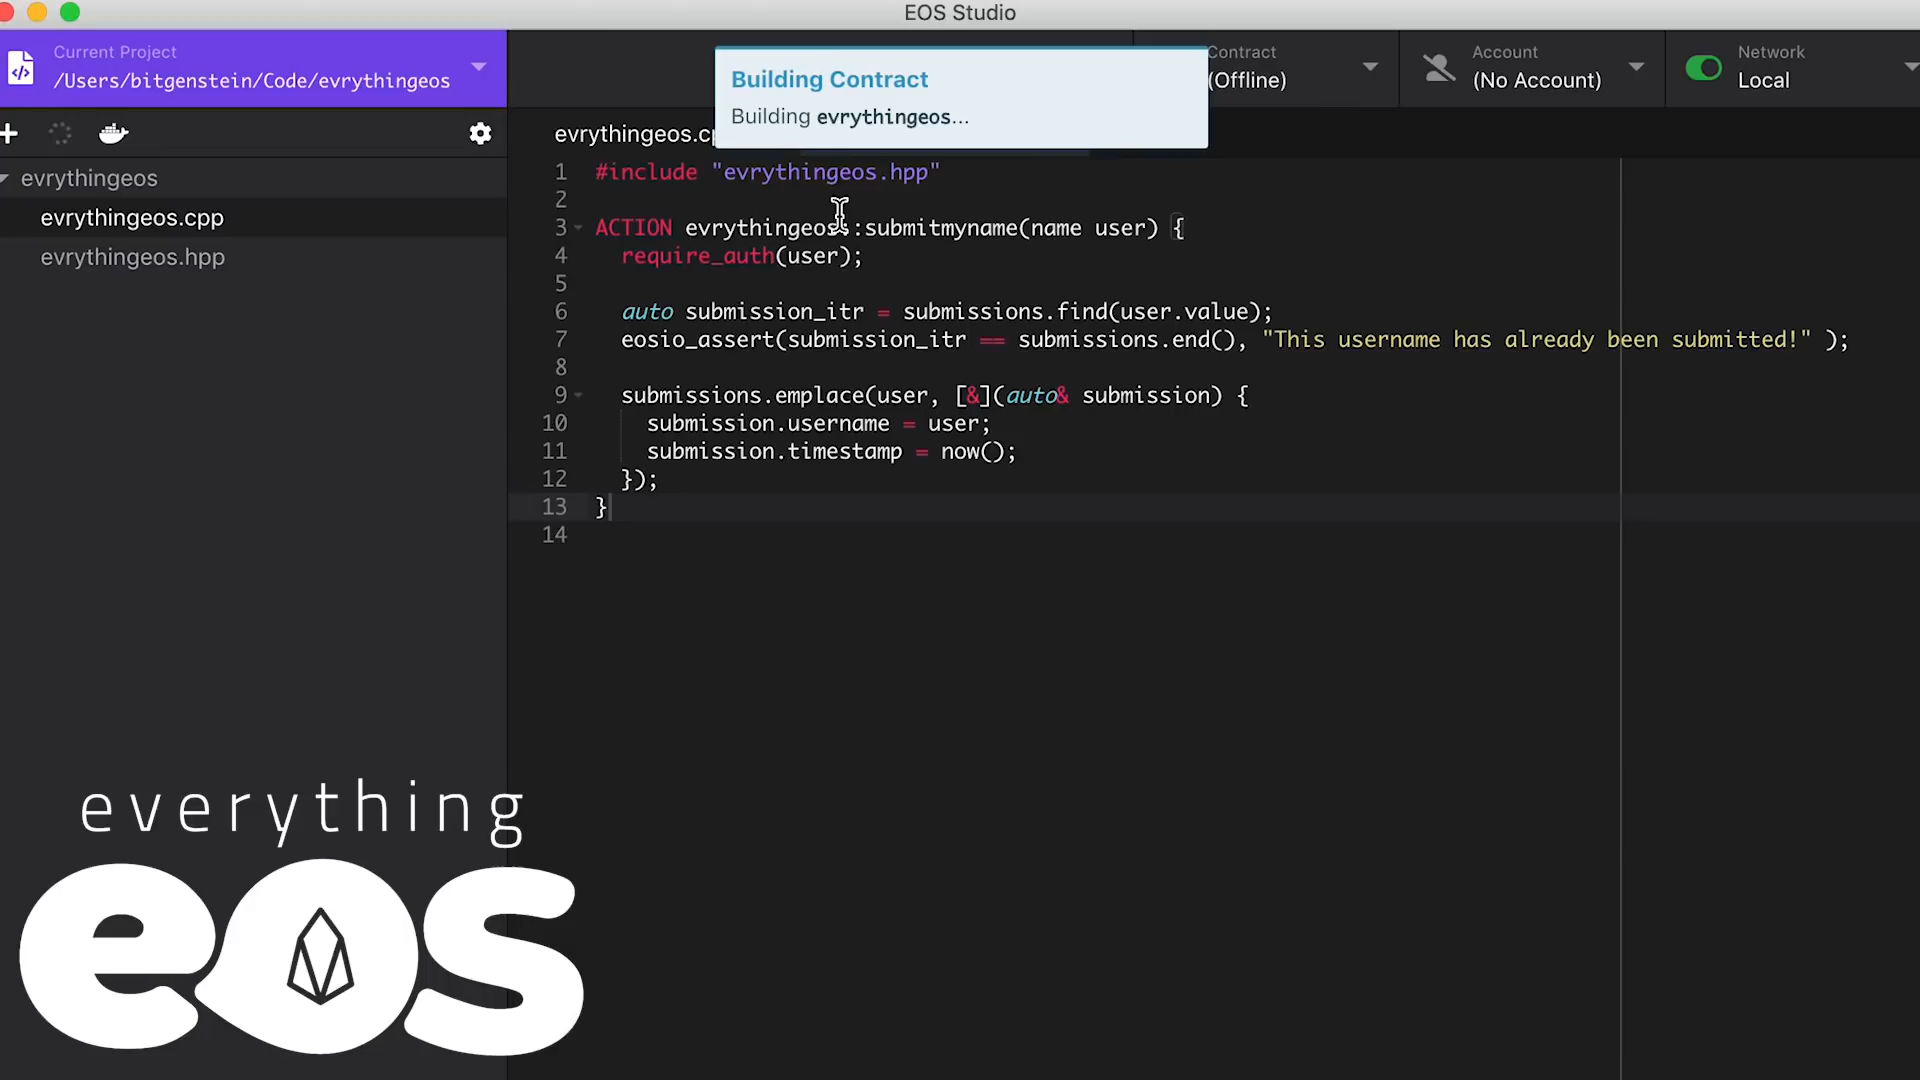 EOS Studio
Current Project
/Users/bitgenstein/Code/evrythingeos
Building Contract
Building evrythingeos...
Contract
(Offline)
Account
(No Account)
Network
Local
evrythingeos
evrythingeos.cpp
evrythingeos.hpp
evrythingeos.c
1 #include "evrythingeos.hpp"
2
3 ACTION evrythingeos::submitmyname(name user) {
4 require_auth(user);
5
6 auto submission_itr = submissions.find(user.value);
7 eosio_assert(submission_itr == submissions.end(), "This username has already been submitted!" );
8
9 submissions.emplace(user, [&](auto& submission) {
10 submission.username = user;
11 submission.timestamp = now();
12 });
13 }
14
everything
eos